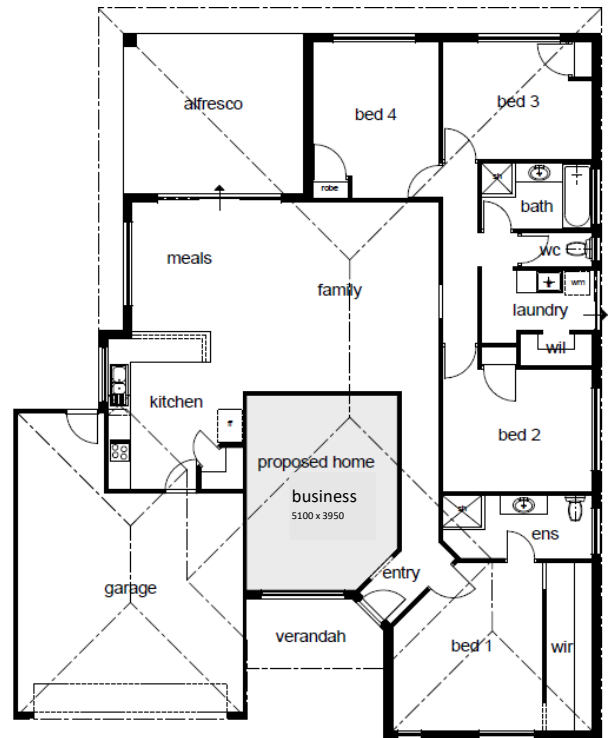 alfresco
bed 4
bed 3
robe
sh
bath
meals
wc
family
wm
laundry
wil
kitchen
bed 2
proposed home
business
5100 x 3950
sh
ens
entry
garage
verandah
bed 1
wir